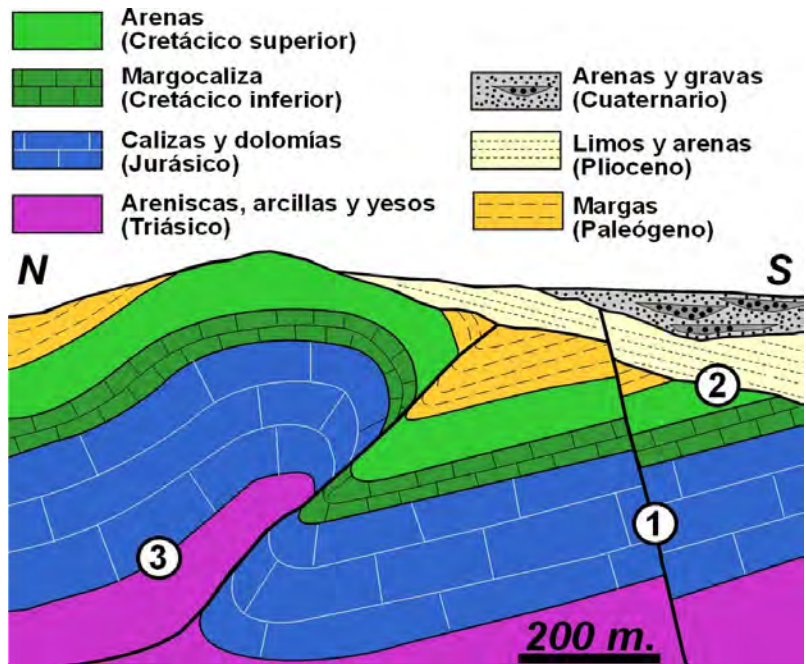 Arenas
(Cretácico superior)
Margocaliza
(Cretácico inferior)
Calizas y dolomías
(Jurásico)
Areniscas, arcillas y yesos
(Triásico)
Arenas y gravas
(Cuaternario)
Limos y arenas
(Plioceno)
Margas
(Paleógeno)
N
S
2
1
3
200 m.